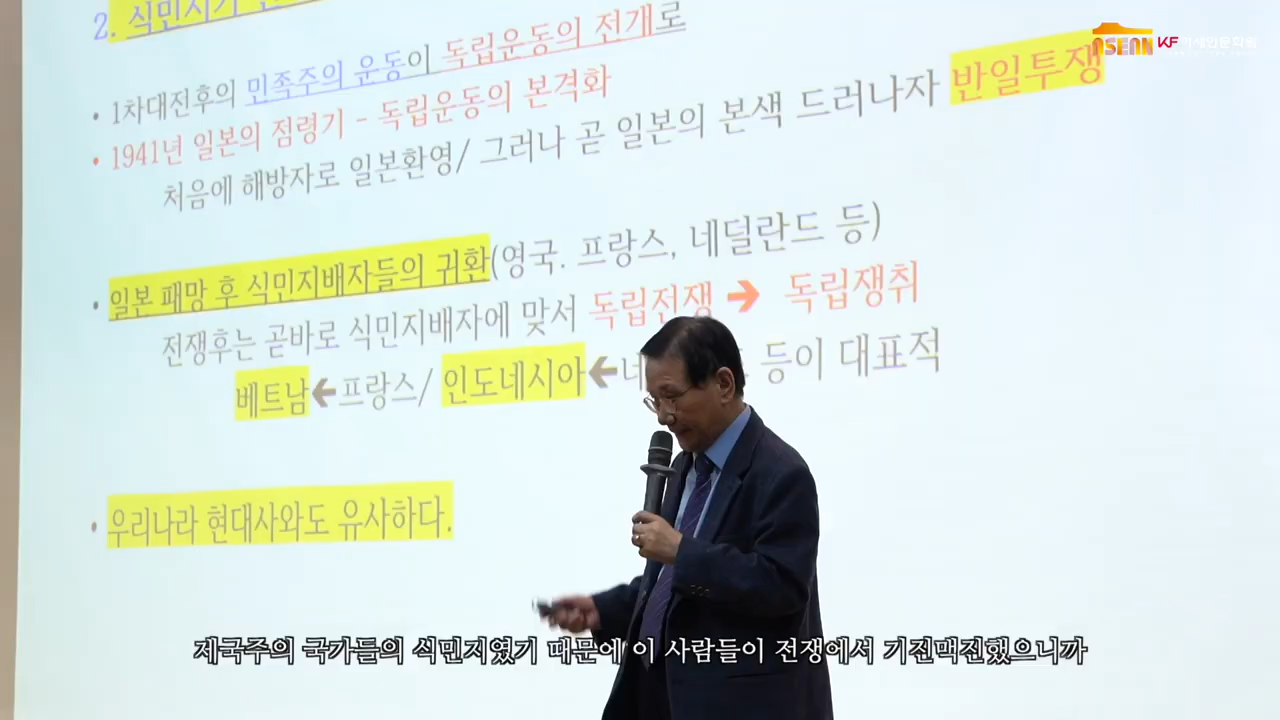 2. 식민지
• 1차대전후의 민족주의 운동이 독립운동의 전개로
• 1941년 일본의 점령기 - 독립운동의 본격화
처음에 해방자로 일본환영/ 그러나 곧 일본의 본색 드러나자 반일투쟁
• 일본 패망 후 식민지배자들의 귀환(영국. 프랑스, 네덜란드 등)
전쟁후는 곧바로 식민지배자에 맞서 독립전쟁 ➔ 독립쟁취
베트남🡸프랑스/ 인도네시아🡸네 등이 대표적
• 우리나라 현대사와도 유사하다.
ASEAN KF아세안문화원
제국주의 국가들의 식민지였기 때문에 이 사람들이 전쟁에서 기진맥진했으니까